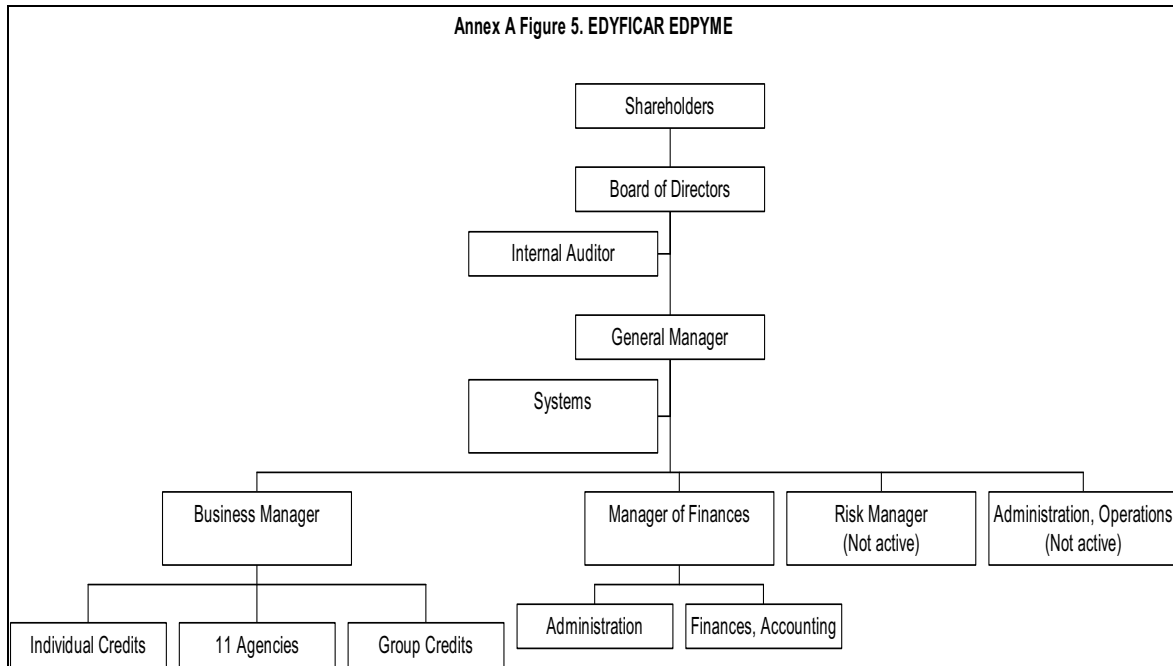 Annex A Figure 5. EDYFICAR EDPYME
Shareholders
Board of Directors
Internal Auditor
General Manager
Systems
Business Manager
Manager of Finances
Risk Manager
(Not active)
Administration, Operations
(Not active)
Individual Credits
11 Agencies
Group Credits
Administration
Finances, Accounting